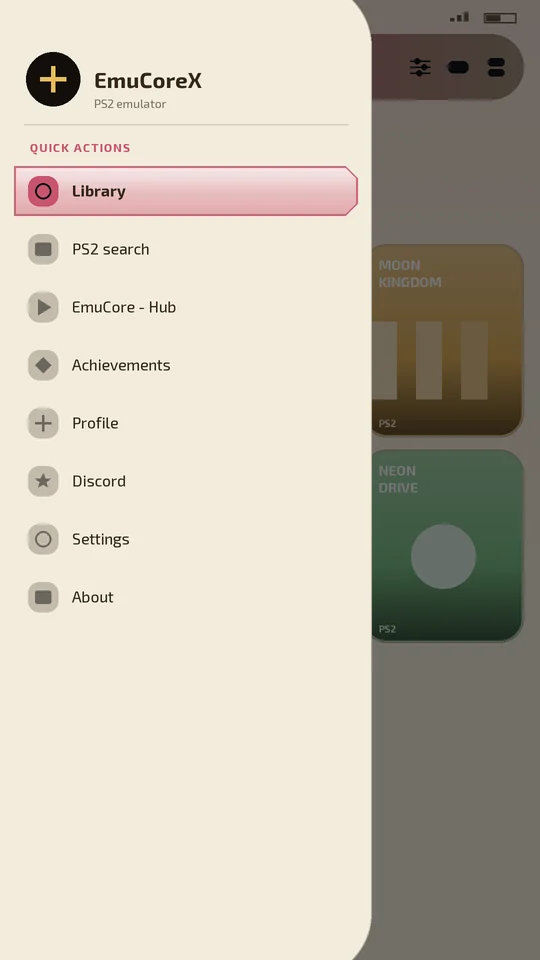 EmuCoreX
PS2 emulator
QUICK ACTIONS
Library
PS2 search
EmuCore - Hub
Achievements
Profile
Discord
Settings
About
MOON
KINGDOM
PS2
NEON
DRIVE
PS2